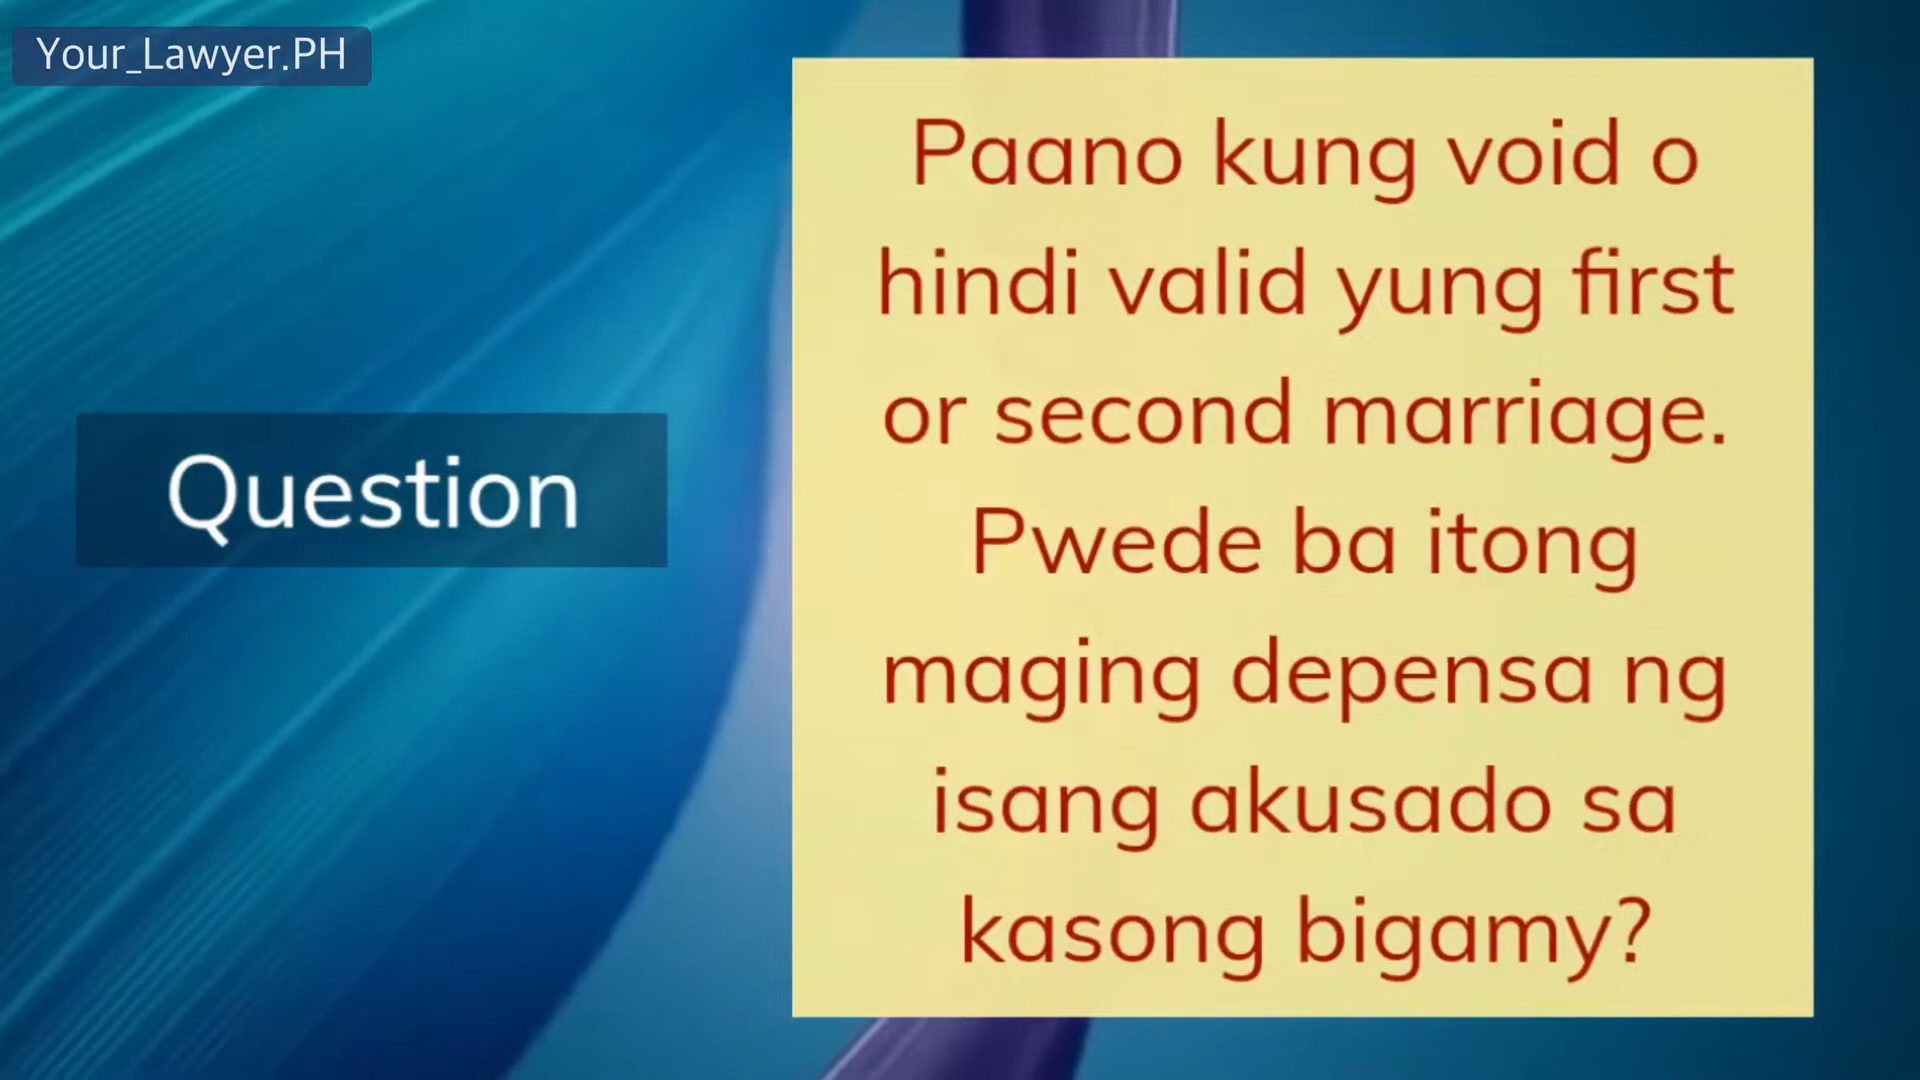 Your_Lawyer.PH
Question
Paano kung void o
hindi valid yung first
or second marriage.
Pwede ba itong
maging depensa ng
isang akusado sa
kasong bigamy?